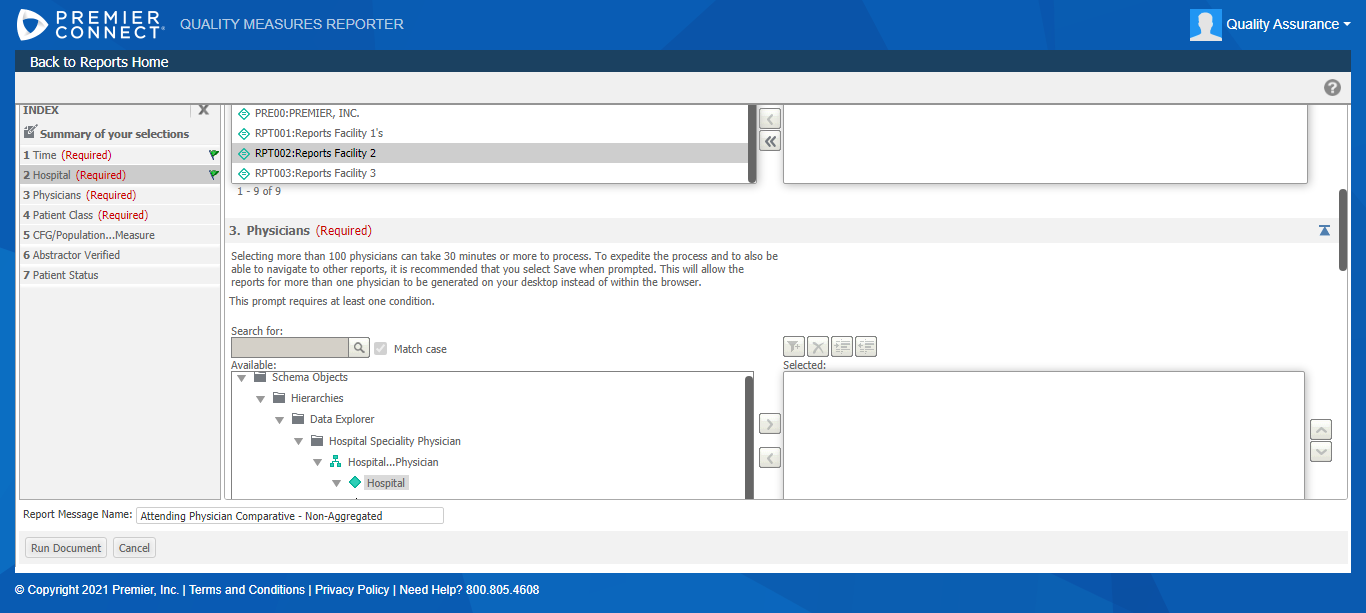 PREMIER CONNECT
QUALITY MEASURES REPORTER
Quality Assurance
Back to Reports Home
?
INDEX
X
Summary of your selections
1 Time (Required)
2 Hospital (Required)
3 Physicians (Required)
4 Patient Class (Required)
5 CFG/Population...Measure
6 Abstractor Verified
7 Patient Status
PRE00:PREMIER, INC.
RPT001:Reports Facility 1's
RPT002:Reports Facility 2
RPT003:Reports Facility 3
1 - 9 of 9
3. Physicians (Required)
Selecting more than 100 physicians can take 30 minutes or more to process. To expedite the process and to also be
able to navigate to other reports, it is recommended that you select Save when prompted. This will allow the
reports for more than one physician to be generated on your desktop instead of within the browser.
This prompt requires at least one condition.
Search for:
Match case
Available:
Schema Objects
Hierarchies
Data Explorer
Hospital Speciality Physician
Hospital...Physician
Hospital
Selected:
Report Message Name: Attending Physician Comparative - Non-Aggregated
Run Document Cancel
© Copyright 2021 Premier, Inc. | Terms and Conditions | Privacy Policy | Need Help? 800.805.4608